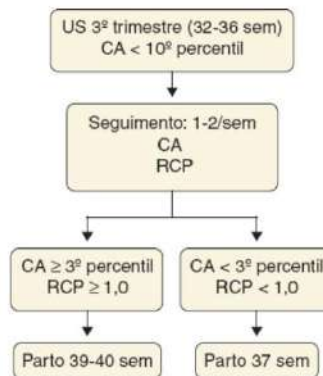 US 3º trimestre (32-36 sem)
CA < 10º percentil
Seguimento: 1-2/sem
CA
RCP
CA ≥ 3º percentil
RCP ≥ 1,0
CA < 3º percentil
RCP < 1,0
Parto 39-40 sem
Parto 37 sem